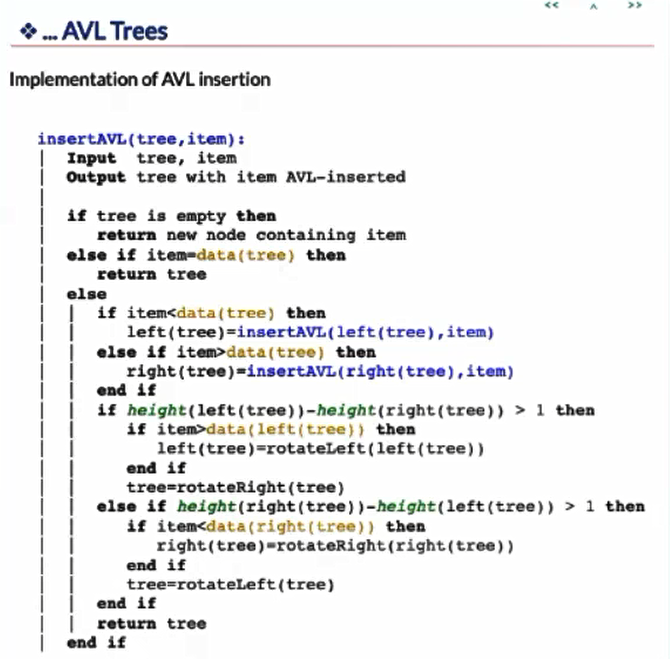 << ^ >>
❖ ... AVL Trees
Implementation of AVL insertion
insertAVL(tree,item):
| Input tree, item
| Output tree with item AVL-inserted
|
| if tree is empty then
|    return new node containing item
| else if item=data(tree) then
|    return tree
| else
| |  if item<data(tree) then
| |     left(tree)=insertAVL(left(tree),item)
| |  else if item>data(tree) then
| |     right(tree)=insertAVL(right(tree),item)
| |  end if
| |  if height(left(tree))-height(right(tree)) > 1 then
| |     if item>data(left(tree)) then
| |        left(tree)=rotateLeft(left(tree))
| |     end if
| |     tree=rotateRight(tree)
| |  else if height(right(tree))-height(left(tree)) > 1 then
| |     if item<data(right(tree)) then
| |        right(tree)=rotateRight(right(tree))
| |     end if
| |     tree=rotateLeft(tree)
| |  end if
| |  return tree
| end if